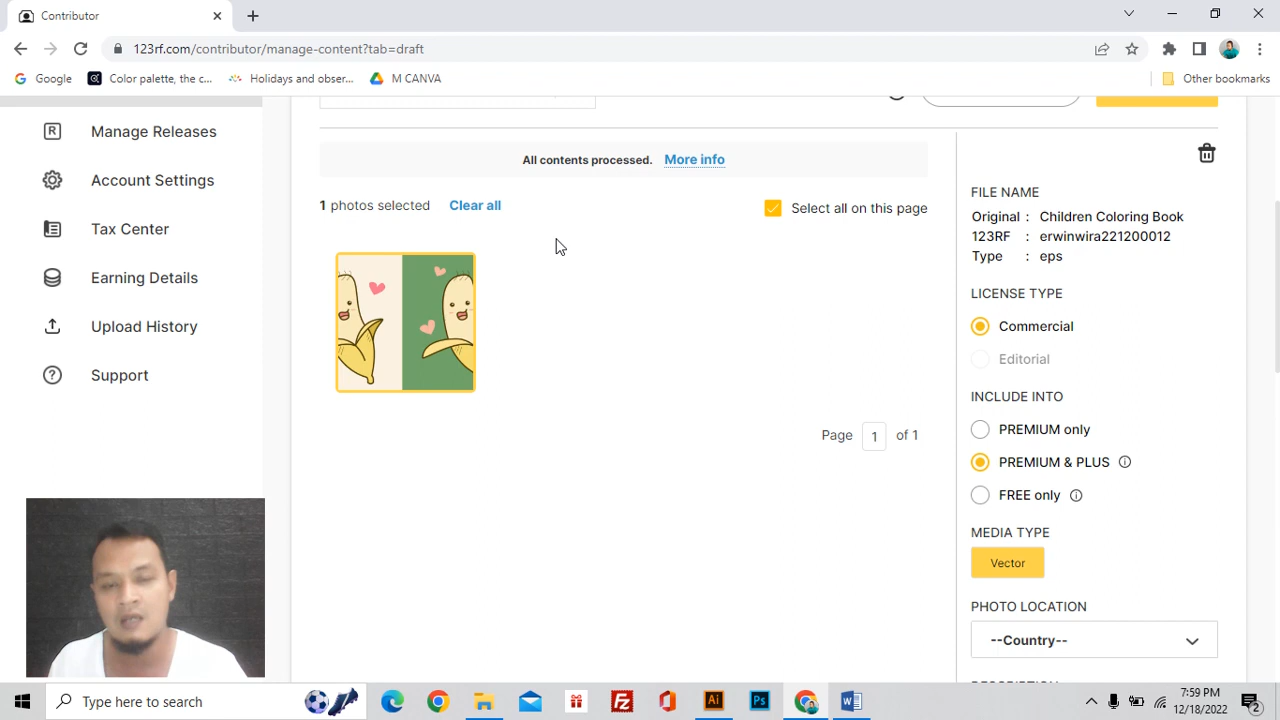 Contributor
123rf.com/contributor/manage-content?tab=draft
Google
Color palette, the c...
Holidays and obser...
M CANVA
Other bookmarks
Manage Releases
Account Settings
Tax Center
Earning Details
Upload History
Support
All contents processed. More info
1 photos selected Clear all
Select all on this page
Page 1 of 1
FILE NAME
Original : Children Coloring Book
123RF : erwinwira221200012
Type : eps
LICENSE TYPE
Commercial
Editorial
INCLUDE INTO
PREMIUM only
PREMIUM & PLUS
FREE only
MEDIA TYPE
Vector
PHOTO LOCATION
--Country--
Type here to search
Ai
Ps
7:59 PM
12/18/2022
2